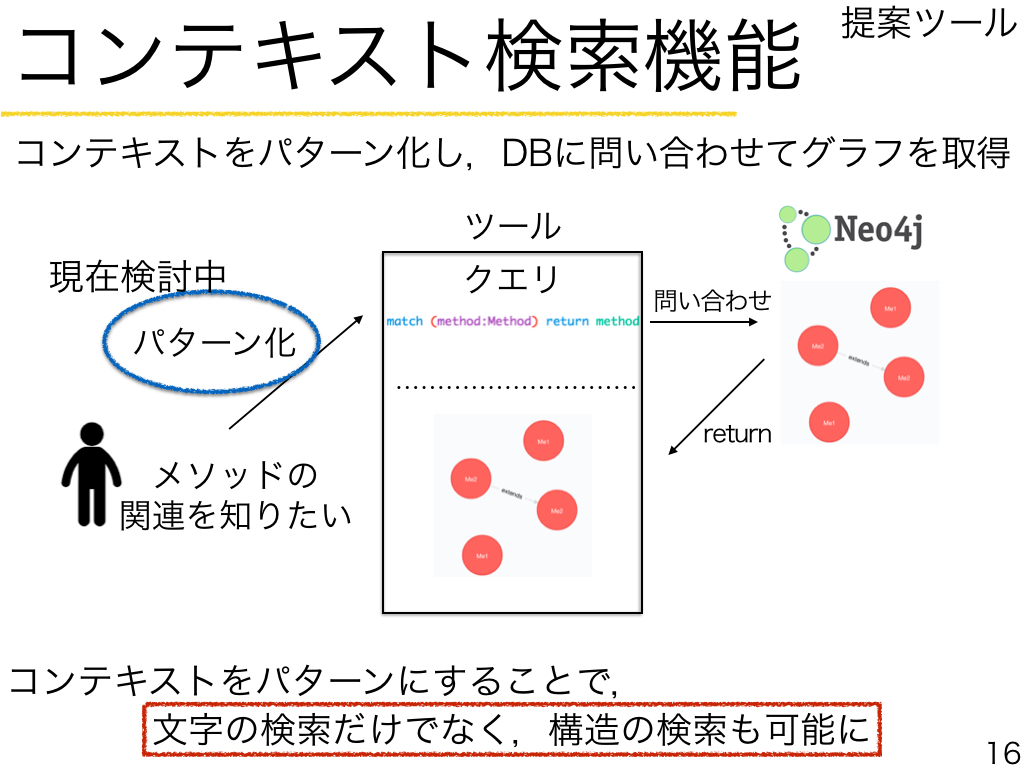 コンテキスト検索機能
提案ツール
コンテキストをパターン化し，DBに問い合わせてグラフを取得
ツール
Neo4j
現在検討中
クエリ
パターン化
match (method:Method) return method
問い合わせ
Me1
Me2
extends
Me2
Me1
return
メソッドの
関連を知りたい
Me1
Me2
extends
Me2
Me1
コンテキストをパターンにすることで，
文字の検索だけでなく，構造の検索も可能に
16